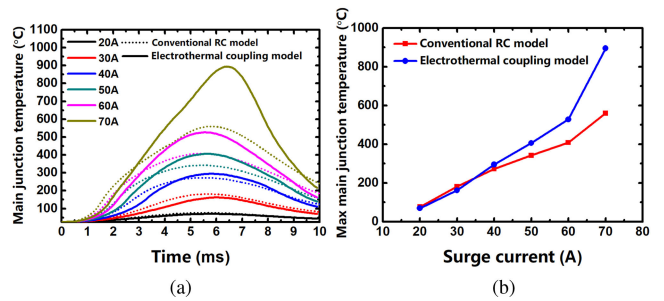 1100
1000
900
800
700
600
500
400
300
200
100
Main junction temperature (°C)
20A
30A
40A
50A
60A
70A
Conventional RC model
Electrothermal coupling model
0 1 2 3 4 5 6 7 8 9 10
Time (ms)
(a)
1000
800
600
400
200
0
Max main junction temperature (°C)
Conventional RC model
Electrothermal coupling model
10 20 30 40 50 60 70 80
Surge current (A)
(b)